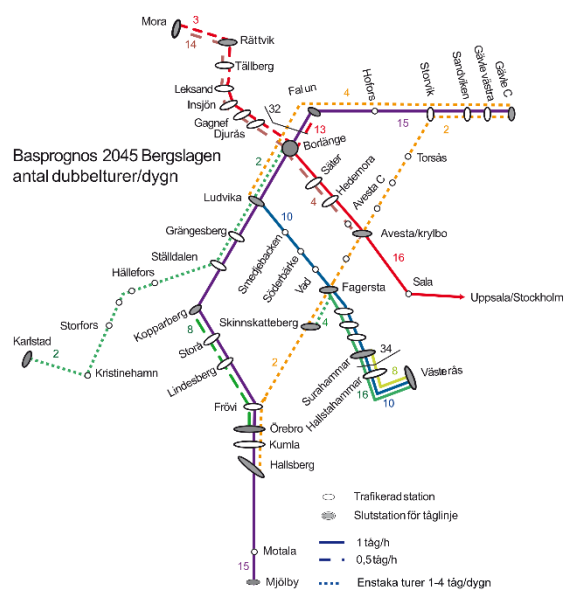 Mora
3
14
Rättvik
Tällberg
Leksand
Insjön
Gagnef
Djurås
32
Falun
13
Borlänge
4
Hofors
15
Storvik
Sandviken
Gävle västra
Gävle C
2
Torsås
Basprognos 2045 Bergslagen
antal dubbelturer/dygn
2
Säter
Hedemora
4
Avesta C
Ludvika
10
Avesta/krylbo
Grängesberg
Smedjebacken
16
Ställdalen
Söderbärke
Sala
Uppsala/Stockholm
Hällefors
Vad
Fagersta
Kopparberg
Storfors
8
Skinnskatteberg
4
Karlstad
Storå
34
2
Kristinehamn
Lindesberg
2
Surahammar
Hallstahammar
16
8
10
Västerås
Frövi
Örebro
Kumla
Hallsberg
Trafikerad station
Slutstation för tåglinje
Motala
1 tåg/h
15
0,5 tåg/h
Mjölby
Enstaka turer 1-4 tåg/dygn